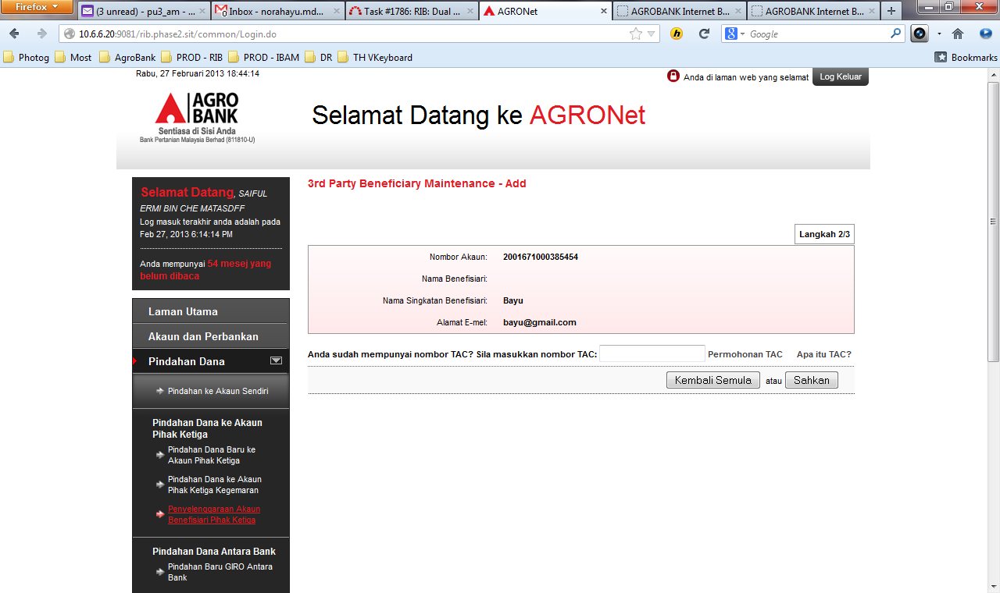 Firefox
(3 unread) - pu3_am - ...
Inbox - norahayu.md...
Task #1786: RIB: Dual ...
AGRONet
AGROBANK Internet B...
AGROBANK Internet B...
10.6.6.20:9081/rib.phase2.sit/common/Login.do
Google
Photog
Most
AgroBank
PROD - RIB
PROD - IBAM
DR
TH VKeyboard
Bookmarks
Rabu, 27 Februari 2013 18:44:14
Anda di laman web yang selamat
Log Keluar
AGRO
BANK
Sentiasa di Sisi Anda
Bank Pertanian Malaysia Berhad (811810-U)
Selamat Datang ke AGRONet
Selamat Datang, SAIFUL
ERMI BIN CHE MATASDFF
Log masuk terakhir anda adalah pada
Feb 27, 2013 6:14:14 PM
Anda mempunyai 54 mesej yang
belum dibaca
Laman Utama
Akaun dan Perbankan
Pindahan Dana
Pindahan ke Akaun Sendiri
Pindahan Dana ke Akaun
Pihak Ketiga
Pindahan Dana Baru ke
Akaun Pihak Ketiga
Pindahan Dana ke Akaun
Pihak Ketiga Kegemaran
Penyelenggaraan Akaun
Benefisiari Pihak Ketiga
Pindahan Dana Antara Bank
Pindahan Baru GIRO Antara
Bank
3rd Party Beneficiary Maintenance - Add
Langkah 2/3
Nombor Akaun: 2001671000385454
Nama Benefisiari:
Nama Singkatan Benefisiari: Bayu
Alamat E-mel: bayu@gmail.com
Anda sudah mempunyai nombor TAC? Sila masukkan nombor TAC: Permohonan TAC Apa itu TAC?
Kembali Semula atau Sahkan